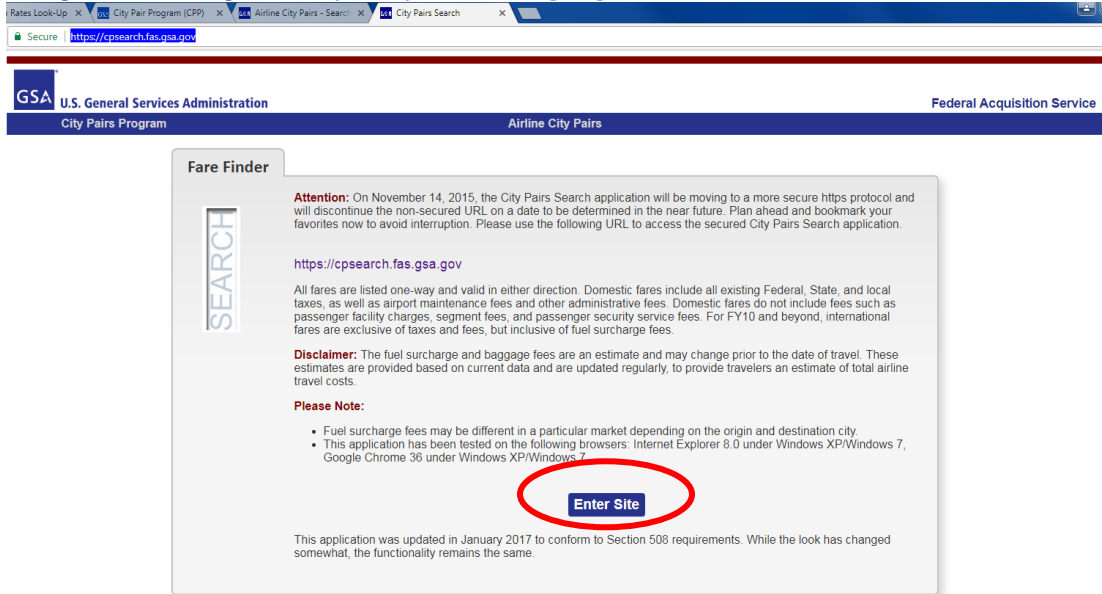 Rates Look-Up
City Pair Program (CPP)
Airline City Pairs - Search
City Pairs Search
Secure
https://cpsearch.fas.gsa.gov
GSA
U.S. General Services Administration
Federal Acquisition Service
City Pairs Program
Airline City Pairs
Fare Finder
SEARCH
Attention: On November 14, 2015, the City Pairs Search application will be moving to a more secure https protocol and
will discontinue the non-secured URL on a date to be determined in the near future. Plan ahead and bookmark your
favorites now to avoid interruption. Please use the following URL to access the secured City Pairs Search application.
https://cpsearch.fas.gsa.gov
All fares are listed one-way and valid in either direction. Domestic fares include all existing Federal, State, and local
taxes, as well as airport maintenance fees and other administrative fees. Domestic fares do not include fees such as
passenger facility charges, segment fees, and passenger security service fees. For FY10 and beyond, international
fares are exclusive of taxes and fees, but inclusive of fuel surcharge fees.
Disclaimer: The fuel surcharge and baggage fees are an estimate and may change prior to the date of travel. These
estimates are provided based on current data and are updated regularly, to provide travelers an estimate of total airline
travel costs.
Please Note:
• Fuel surcharge fees may be different in a particular market depending on the origin and destination city.
• This application has been tested on the following browsers: Internet Explorer 8.0 under Windows XP/Windows 7,
Google Chrome 36 under Windows XP/Windows 7
Enter Site
This application was updated in January 2017 to conform to Section 508 requirements. While the look has changed
somewhat, the functionality remains the same.